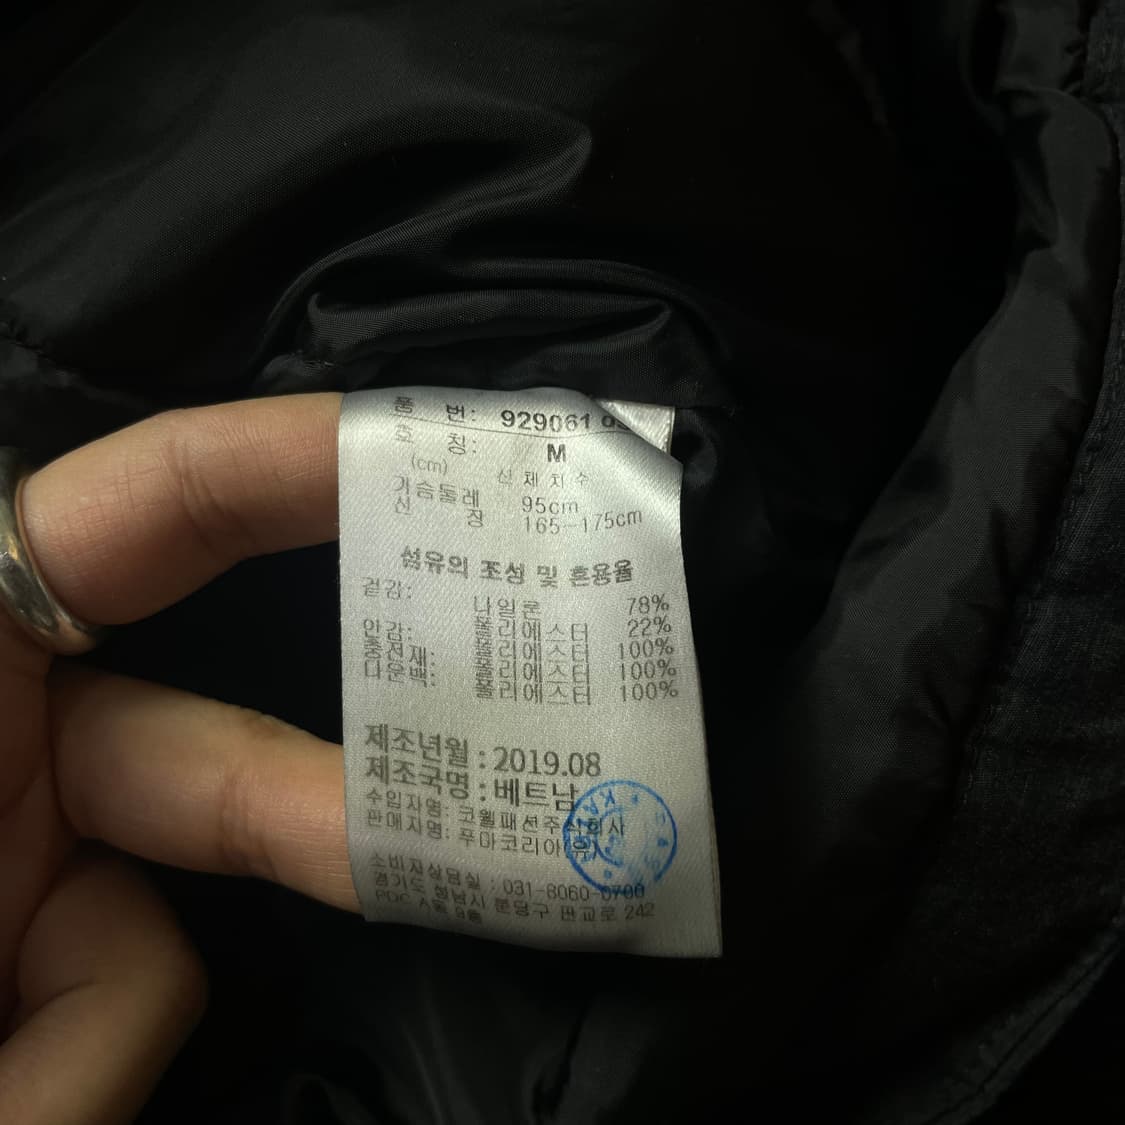 품 번: 929061
호 칭: M
(cm) 신 체 치 수
가슴둘레 95cm
신 장 165-175cm
섬유의 조성 및 혼용율
겉감: 나일론 78%
폴리에스터 22%
안감: 폴리에스터 100%
충전재: 폴리에스터 100%
다운백: 폴리에스터 100%
제조년월 : 2019.08
제조국명 : 베트남
수입자명: 코웰패션주식회사
판매자명: 푸마코리아(유)
소비자상담실 : 031-8060-0700
경기도 성남시 분당구 판교로 242
PDC A동 9층